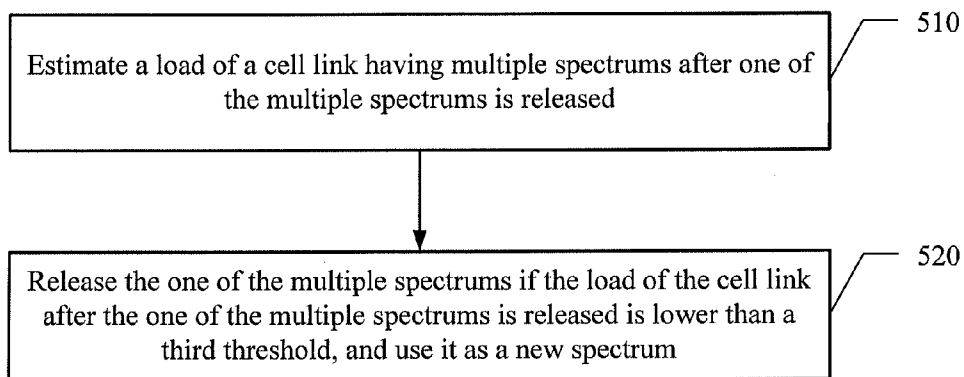 510
Estimate a load of a cell link having multiple spectrums after one of
the multiple spectrums is released
520
Release the one of the multiple spectrums if the load of the cell link
after the one of the multiple spectrums is released is lower than a
third threshold, and use it as a new spectrum